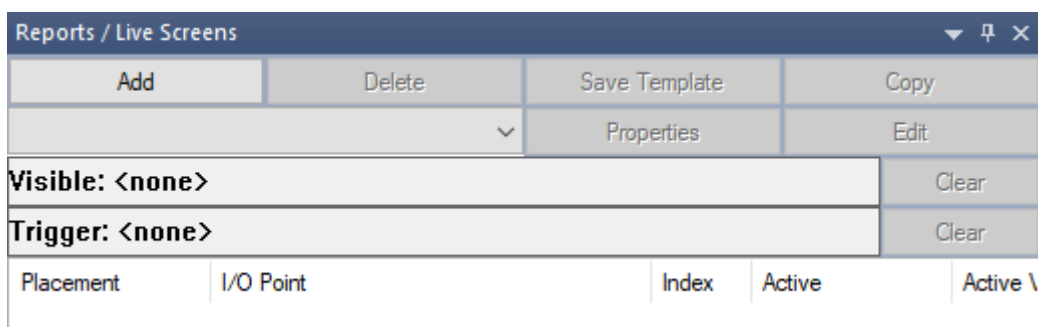 Reports / Live Screens
Add Delete Save Template Copy
Properties Edit
Visible: <none> Clear
Trigger: <none> Clear
Placement I/O Point Index Active Active